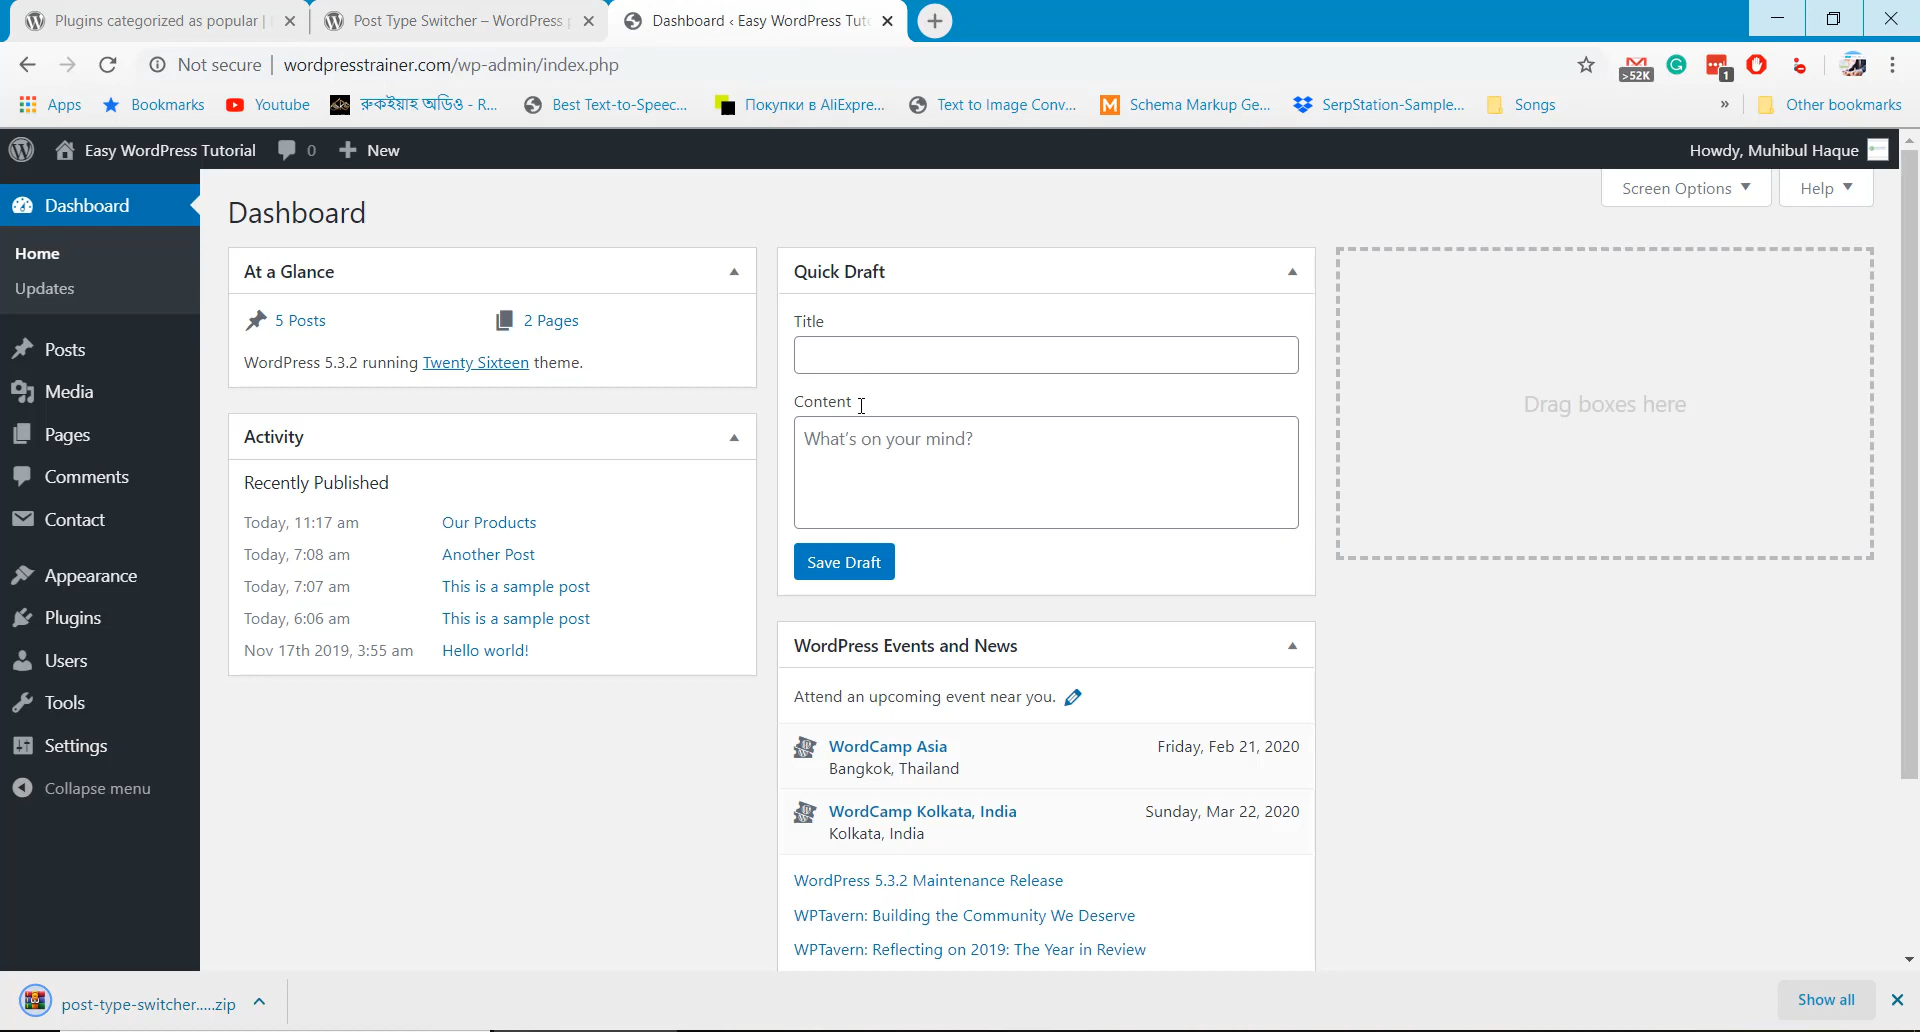 Plugins categorized as popular |
Post Type Switcher – WordPress p
Dashboard ‹ Easy WordPress Tuto
Not secure | wordpresstrainer.com/wp-admin/index.php
>52K
1
Apps
Bookmarks
Youtube
রুকইয়াহ অডিও - R...
Best Text-to-Speec...
Покупки в AliExpre...
Text to Image Conv...
Schema Markup Ge...
SerpStation-Sample...
Songs
»
Other bookmarks
Easy WordPress Tutorial
0
New
Howdy, Muhibul Haque
Screen Options
Help
Dashboard
Home
Updates
Posts
Media
Pages
Comments
Contact
Appearance
Plugins
Users
Tools
Settings
Collapse menu
Dashboard
At a Glance
5 Posts
2 Pages
WordPress 5.3.2 running Twenty Sixteen theme.
Activity
Recently Published
Today, 11:17 am Our Products
Today, 7:08 am Another Post
Today, 7:07 am This is a sample post
Today, 6:06 am This is a sample post
Nov 17th 2019, 3:55 am Hello world!
Quick Draft
Title
Content
What's on your mind?
Save Draft
WordPress Events and News
Attend an upcoming event near you.
WordCamp Asia Friday, Feb 21, 2020
Bangkok, Thailand
WordCamp Kolkata, India Sunday, Mar 22, 2020
Kolkata, India
WordPress 5.3.2 Maintenance Release
WPTavern: Building the Community We Deserve
WPTavern: Reflecting on 2019: The Year in Review
Drag boxes here
post-type-switcher.....zip
Show all